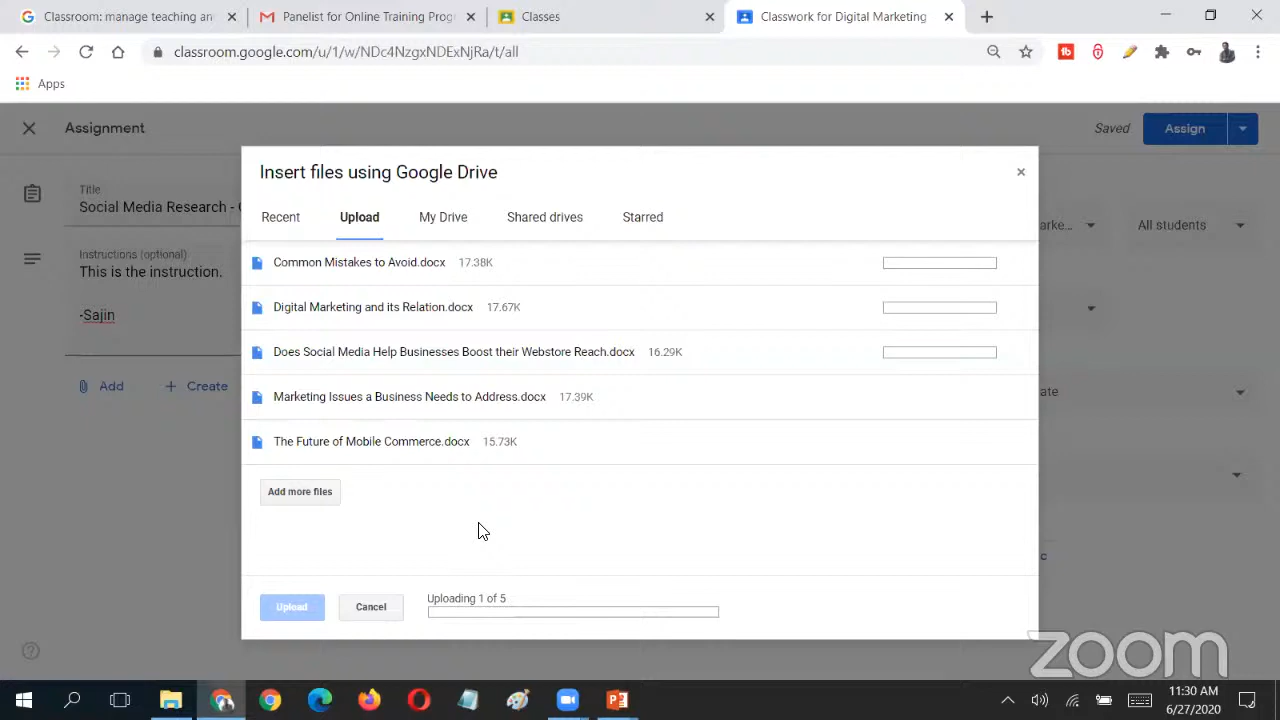 Classroom: manage teaching an
Panelist for Online Training Prog
Classes
Classwork for Digital Marketing
classroom.google.com/u/1/w/NDc4NzgxNDExNjRa/t/all
Apps
Assignment
Saved
Assign
Insert files using Google Drive
Recent
Upload
My Drive
Shared drives
Starred
Title
Social Media Research -
arke...
All students
Instructions (optional)
This is the instruction.
-Sajin
Add
Create
Common Mistakes to Avoid.docx 17.38K
Digital Marketing and its Relation.docx 17.67K
Does Social Media Help Businesses Boost their Webstore Reach.docx 16.29K
Marketing Issues a Business Needs to Address.docx 17.39K
The Future of Mobile Commerce.docx 15.73K
ate
Add more files
c
Uploading 1 of 5
Upload
Cancel
zoom
11:30 AM
6/27/2020